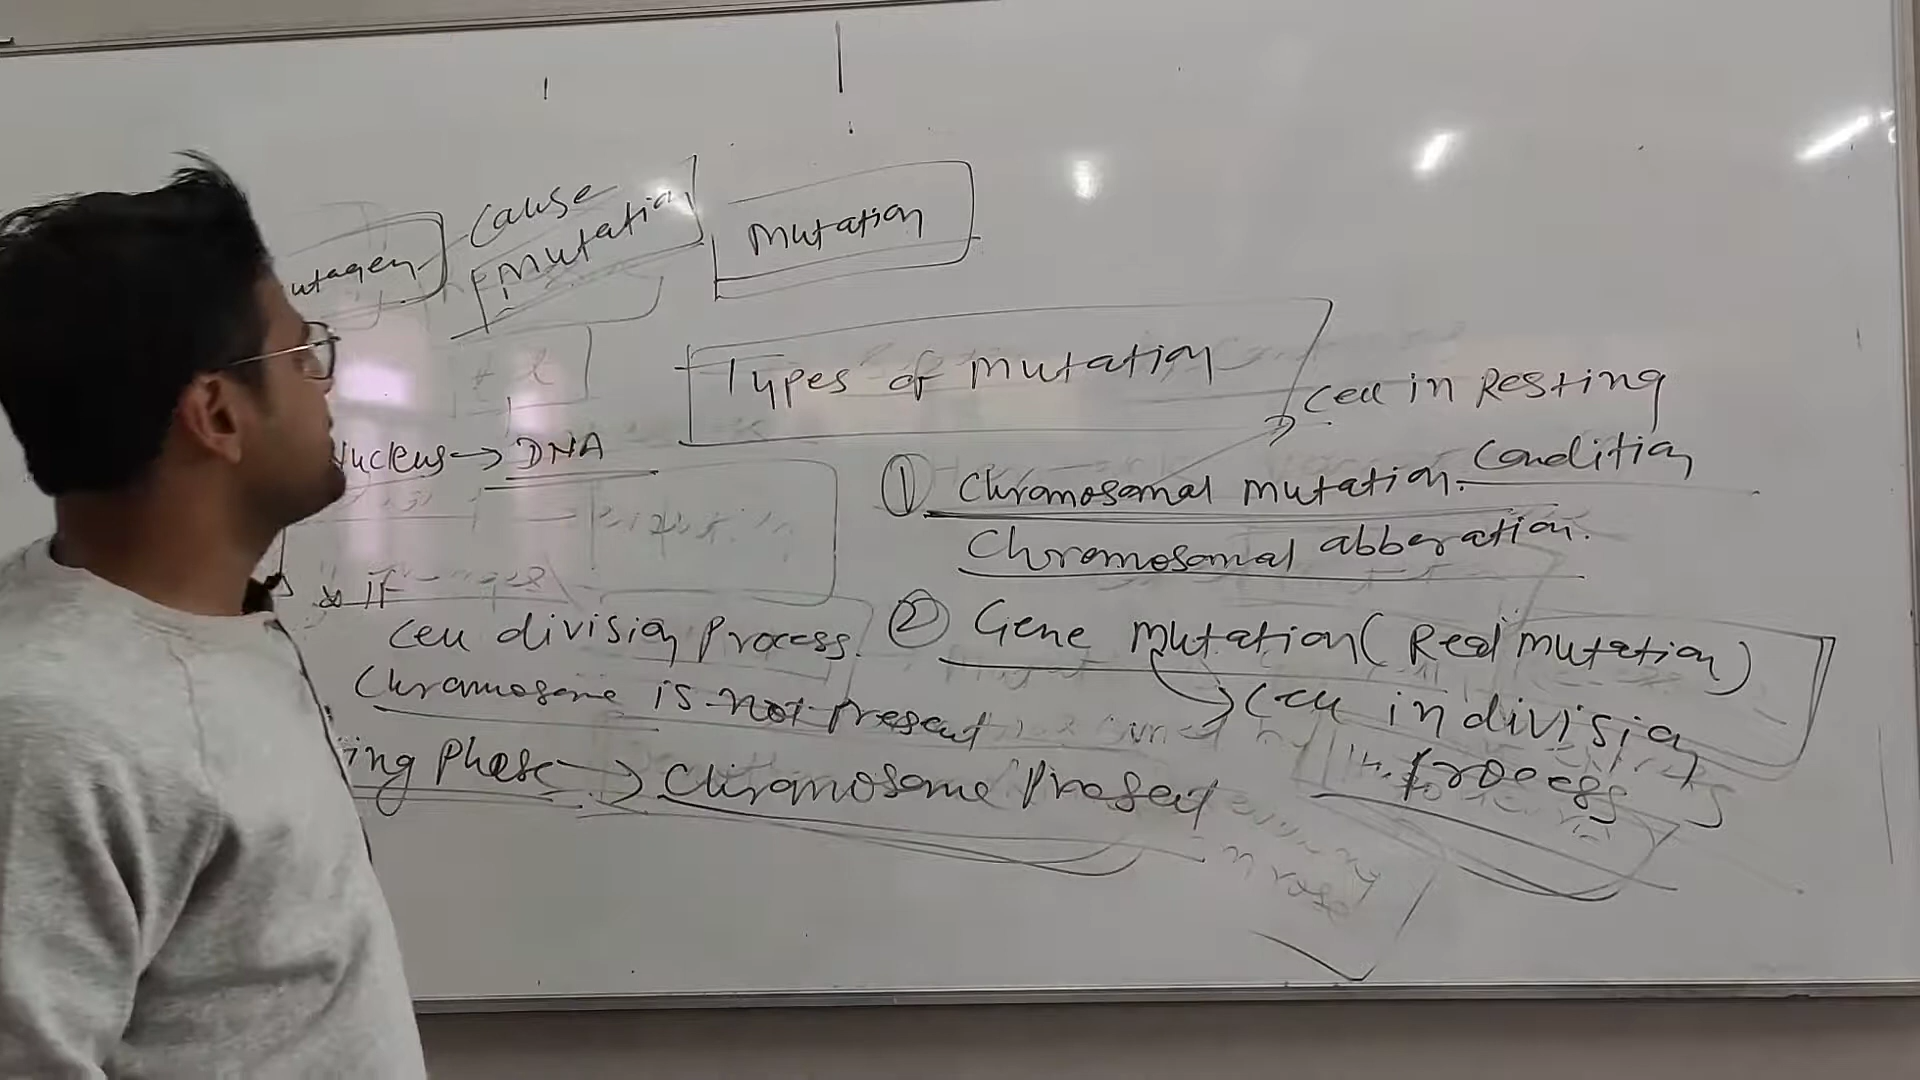 utagen
Cause
Mutation
Mutation
Types of mutation
Nucleus → DNA
Cell in Resting
Condition
① Chromosomal mutation.
Chromosomal abberation.
* If
Cell division Process.
Chromosome is not present
ing Phase → Chromosome Present
② Gene mutation (Real mutation)
→ Cell in division
Process